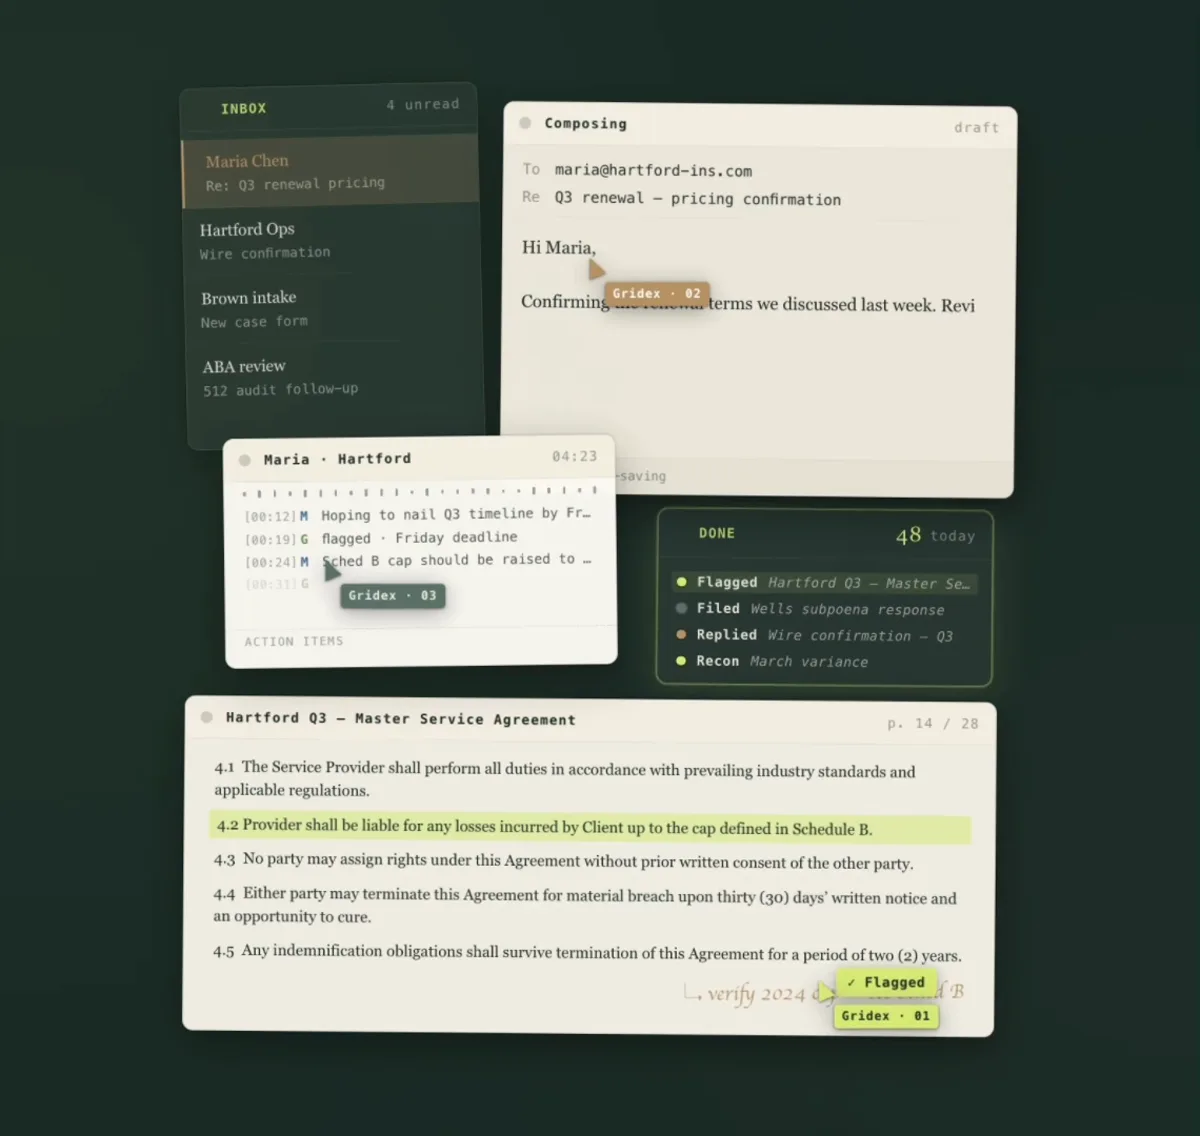 INBOX
4 unread
Maria Chen
Re: Q3 renewal pricing
Hartford Ops
Wire confirmation
Brown intake
New case form
ABA review
512 audit follow-up
Composing
draft
To maria@hartford-ins.com
Re Q3 renewal — pricing confirmation
Hi Maria,
Gridex · 02
Confirming the renewal terms we discussed last week. Revi
-saving
Maria · Hartford
04:23
[00:12] M Hoping to nail Q3 timeline by Fr…
[00:19] G flagged · Friday deadline
[00:24] M Sched B cap should be raised to …
[00:31] G
Gridex · 03
ACTION ITEMS
DONE
48 today
Flagged Hartford Q3 — Master Se…
Filed Wells subpoena response
Replied Wire confirmation — Q3
Recon March variance
Hartford Q3 — Master Service Agreement
p. 14 / 28
4.1 The Service Provider shall perform all duties in accordance with prevailing industry standards and
applicable regulations.
4.2 Provider shall be liable for any losses incurred by Client up to the cap defined in Schedule B.
4.3 No party may assign rights under this Agreement without prior written consent of the other party.
4.4 Either party may terminate this Agreement for material breach upon thirty (30) days’ written notice and
an opportunity to cure.
4.5 Any indemnification obligations shall survive termination of this Agreement for a period of two (2) years.
verify 2024 B
✓ Flagged
Gridex · 01